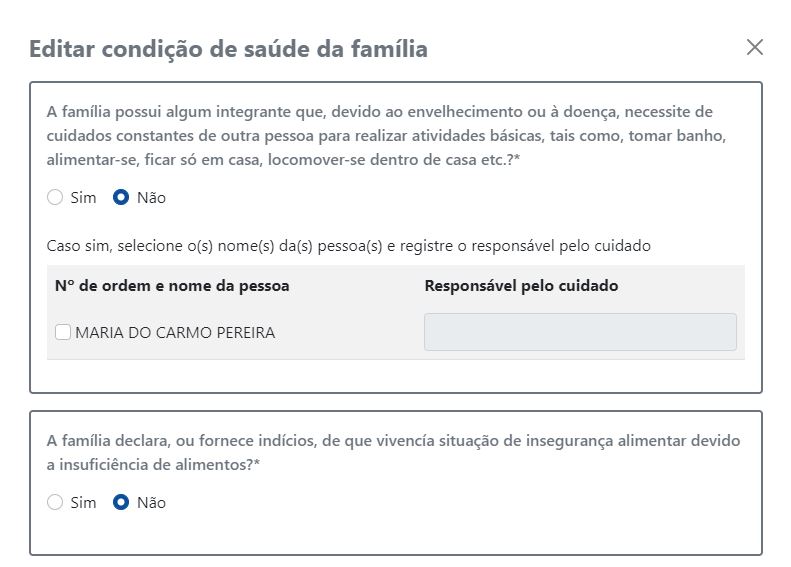 Editar condição de saúde da família
A família possui algum integrante que, devido ao envelhecimento ou à doença, necessite de
cuidados constantes de outra pessoa para realizar atividades básicas, tais como, tomar banho,
alimentar-se, ficar só em casa, locomover-se dentro de casa etc.?*
Sim Não
Caso sim, selecione o(s) nome(s) da(s) pessoa(s) e registre o responsável pelo cuidado
Nº de ordem e nome da pessoa Responsável pelo cuidado
MARIA DO CARMO PEREIRA
A família declara, ou fornece indícios, de que vivencía situação de insegurança alimentar devido
a insuficiência de alimentos?*
Sim Não